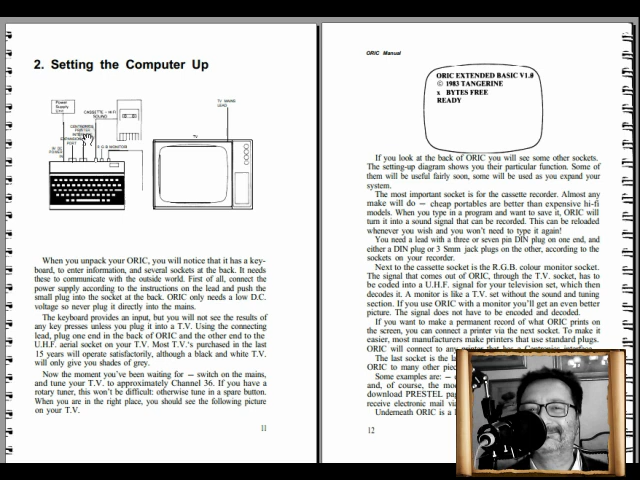 2. Setting the Computer Up
Power
Supply
CASSETTE - HI-FI
SOUND
T.V. MAINS
LEAD
T.V.
R G B MONITOR
When you unpack your ORIC, you will notice that it has a key-
board, to enter information, and several sockets at the back. It needs
these to communicate with the outside world. First of all, connect the
power supply according to the instructions on the lead and push the
small plug into the socket at the back. ORIC only needs a low D.C.
voltage so never plug it directly into the mains.
The keyboard provides an input, but you will not see the results of
any key presses unless you plug it into a T.V. Using the connecting
lead, plug one end in the back of ORIC and the other end to the
U.H.F. aerial socket on your T.V. Most T.V.'s purchased in the last
15 years will operate satisfactorily, although a black and white T.V.
will only give you shades of grey.
Now the moment you've been waiting for — switch on the mains,
and tune your T.V. to approximately Channel 36. If you have a
rotary tuner, this won't be difficult: otherwise tune in a spare button.
When you are in the right place, you should see the following picture
on your T.V.
11
ORIC Manual
ORIC EXTENDED BASIC V1.0
© 1983 TANGERINE
x BYTES FREE
READY
If you look at the back of ORIC you will see some other sockets.
The setting-up diagram shows you their particular function. Some of
them will be useful fairly soon, some will be used as you expand your
system.
The most important socket is for the cassette recorder. Almost any
make will do — cheap portables are better than expensive hi-fi
models. When you type in a program and want to save it, ORIC will
turn it into a sound signal that can be recorded. This can be reloaded
whenever you wish and you won't need to type it again!
You need a lead with a three or seven pin DIN plug on one end, and
either a DIN plug or 3 5mm jack plugs on the other, according to the
sockets on your recorder.
Next to the cassette socket is the R.G.B. colour monitor socket.
The signal that comes out of ORIC, through the T.V. socket, has to
be coded into a U.H.F. signal for your television set, which then
decodes it. A monitor is like a T.V. set without the sound and tuning
section. If you use ORIC with a monitor you'll get an even better
picture. The signal does not have to be encoded and decoded.
If you want to make a permanent record of what ORIC prints on
the screen, you can connect a printer via the next socket. To make it
easier, most manufacturers make printers that use standard plugs.
ORIC will connect to any printer that has a Centronics interface.
The last socket is the
ORIC to many other piec
Some examples are: —
and, of course, the mo
download PRESTEL pag
receive electronic mail via
Underneath ORIC is a
12